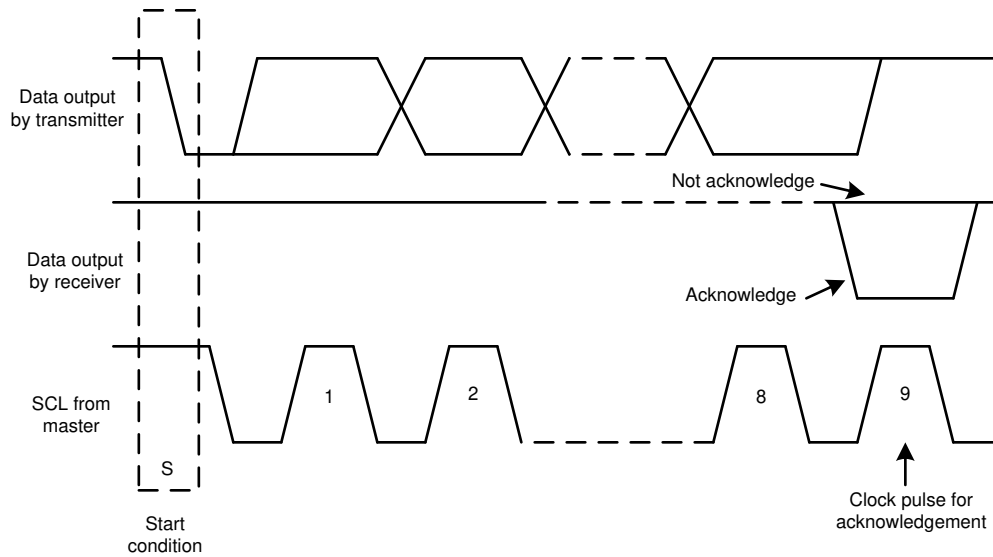 Data output
by transmitter
Not acknowledge
Data output
by receiver
Acknowledge
SCL from
master
1
2
8
9
S
Start
condition
Clock pulse for
acknowledgement